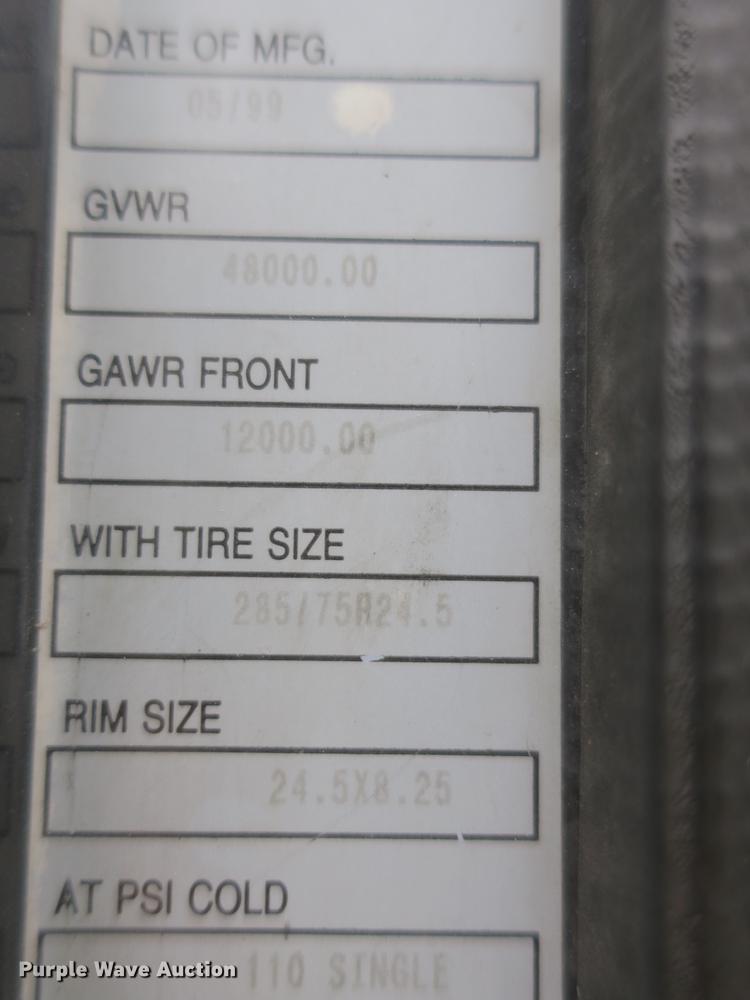 DATE OF MFG.
05/99
GVWR
48000.00
GAWR FRONT
12000.00
WITH TIRE SIZE
285/75R24.5
RIM SIZE
24.5X8.25
AT PSI COLD
110 SINGLE
Purple Wave Auction